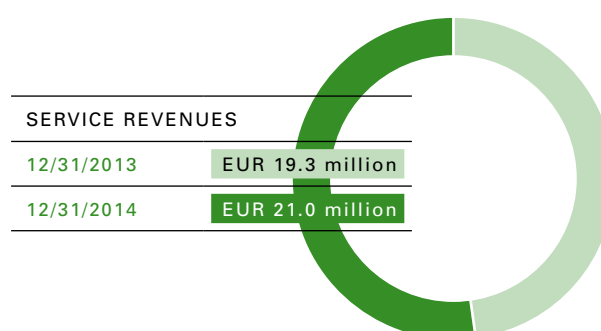 SERVICE REVENUES
12/31/2013 EUR 19.3 million
12/31/2014 EUR 21.0 million